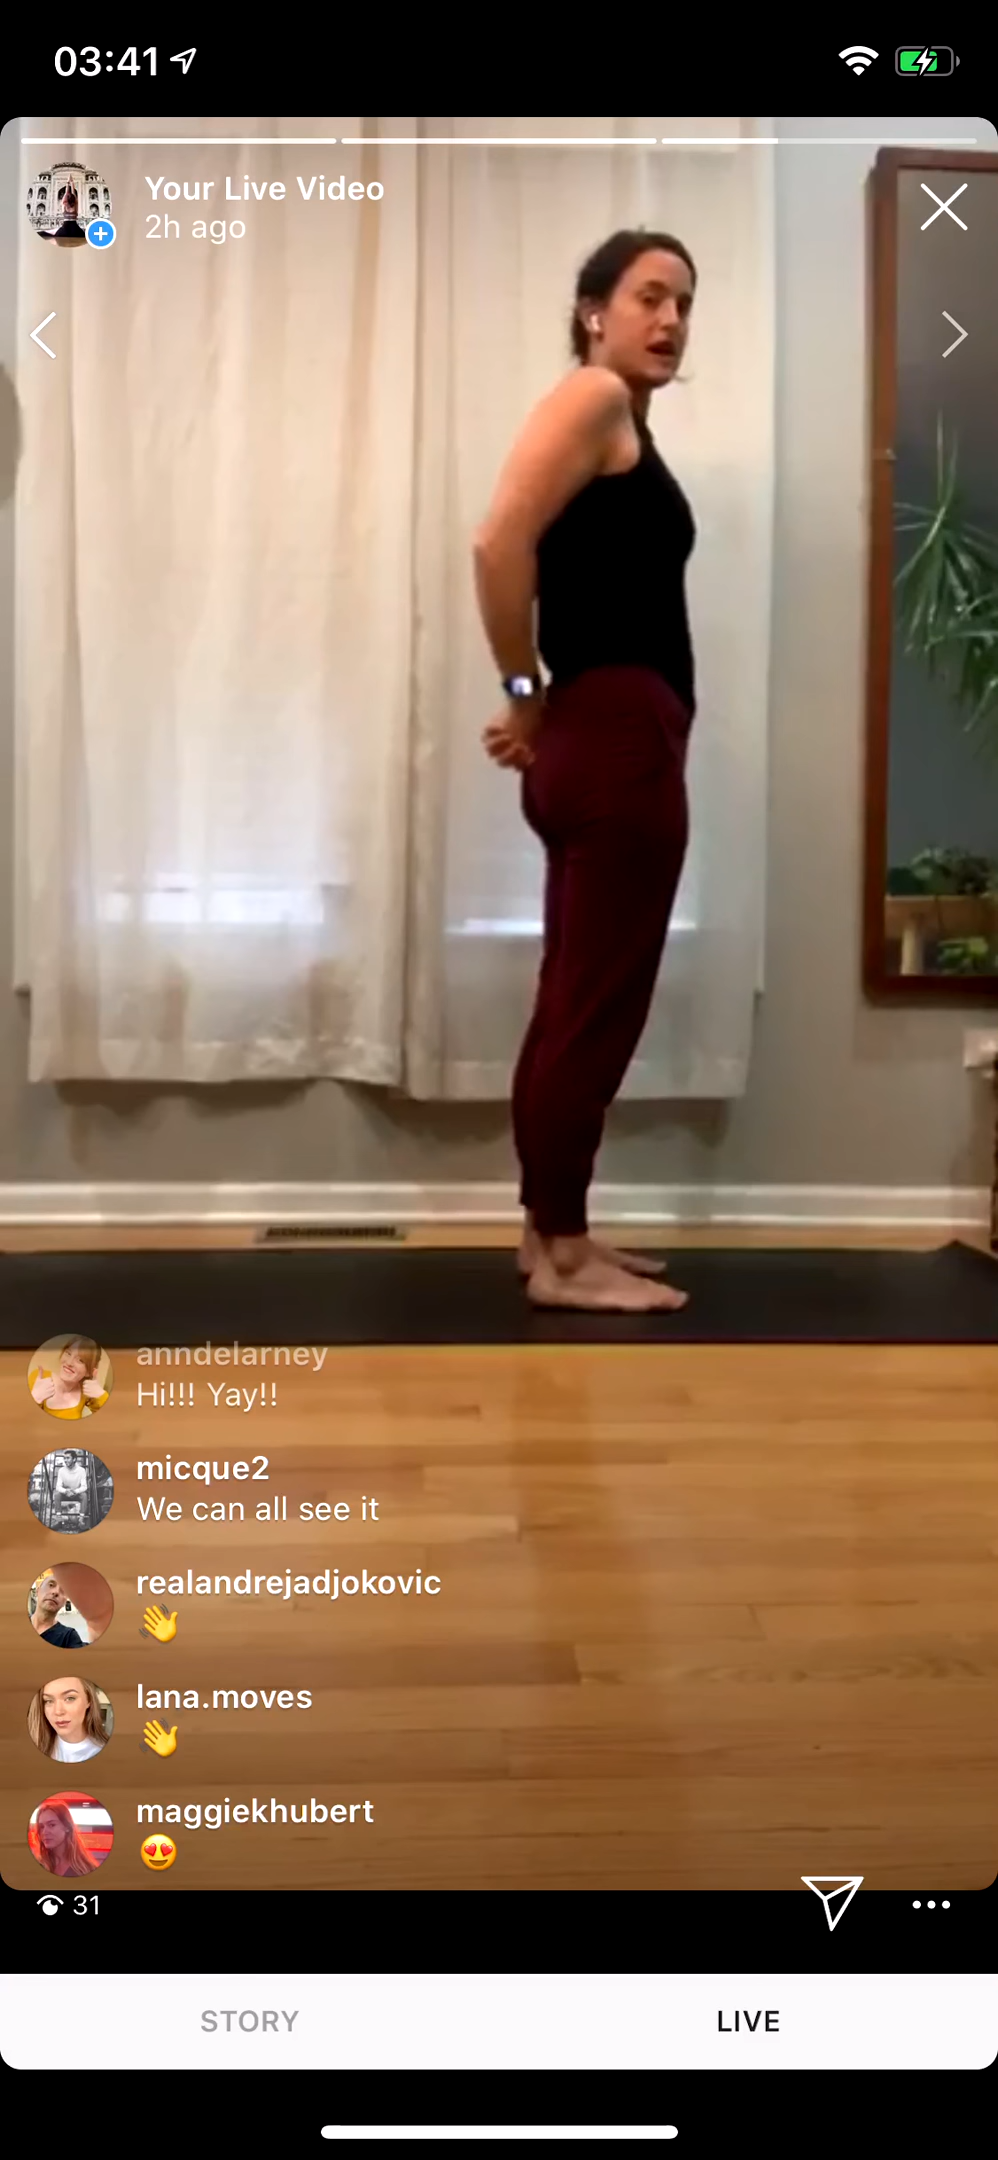 03:41
Your Live Video
2h ago
anndelarney
Hi!!! Yay!!
micque2
We can all see it
realandrejadjokovic
👋
lana.moves
👋
maggiekhubert
😍
31
STORY
LIVE